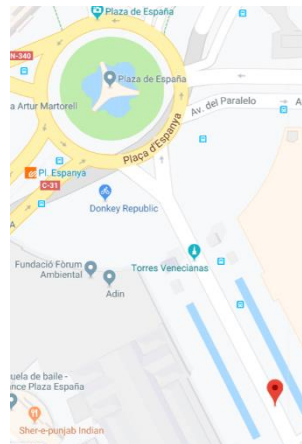 Plaza de España
N-340
Plaza de España
a Artur Martorell
Av. del Paralelo
Plaça d'Espanya
Pl. Espanya
C-31
Donkey Republic
A
Torres Venecianas
Fundació Fòrum
Ambiental
Adin
uela de baile -
nce Plaza España
Sher-e-punjab Indian